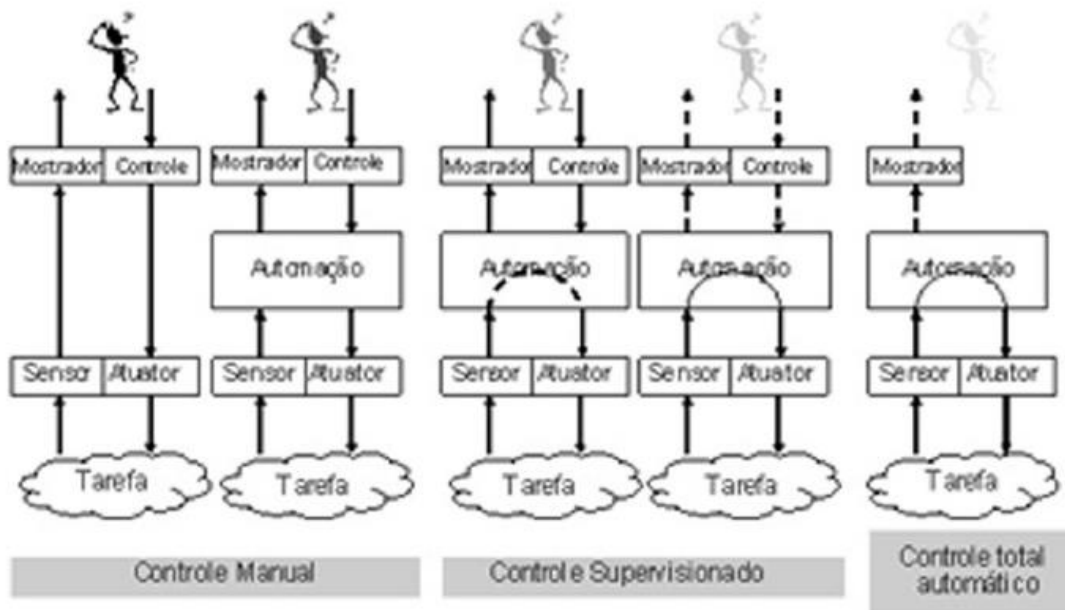 Mostrador Controle
Mostrador Controle
Mostrador Controle
Mostrador Controle
Mostrador
Automação
Automação
Automação
Automação
Sensor Atuator
Sensor Atuator
Sensor Atuator
Sensor Atuator
Sensor Atuator
Tarefa
Tarefa
Tarefa
Tarefa
Tarefa
Controle Manual
Controle Supervisionado
Controle total
automático